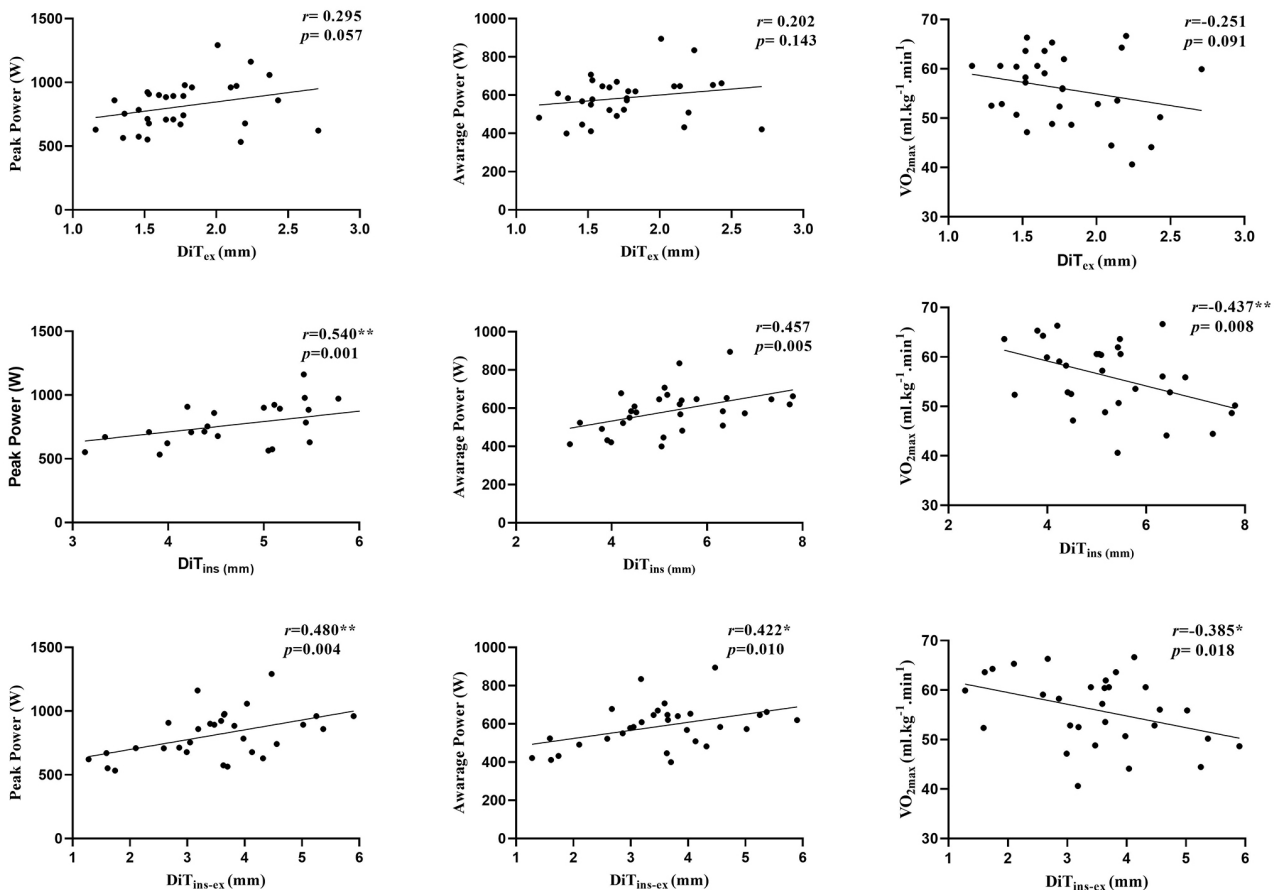 r= 0.295
p= 0.057
1500
1000
500
0
Peak Power (W)
1.0 1.5 2.0 2.5 3.0
DiTex (mm)
r= 0.202
p= 0.143
1000
800
600
400
200
0
Awarage Power (W)
1.0 1.5 2.0 2.5 3.0
DiTex (mm)
r=-0.251
p= 0.091
70
60
50
40
30
VO2max (ml.kg-1.min1)
1.0 1.5 2.0 2.5 3.0
DiTex (mm)
r=0.540**
p=0.001
1500
1000
500
0
Peak Power (W)
3 4 5 6
DiTins (mm)
r=0.457
p=0.005
1000
800
600
400
200
0
Awarage Power (W)
2 4 6 8
DiTins (mm)
r=-0.437**
p= 0.008
70
60
50
40
30
VO2max (ml.kg-1.min1)
2 4 6 8
DiTins (mm)
r=0.480**
p=0.004
1500
1000
500
0
Peak Power (W)
1 2 3 4 5 6
DiTins-ex (mm)
r=0.422*
p=0.010
1000
800
600
400
200
0
Awarage Power (W)
1 2 3 4 5 6
DiTins-ex (mm)
r=-0.385*
p= 0.018
70
60
50
40
30
VO2max (ml.kg-1.min1)
1 2 3 4 5 6
DiTins-ex (mm)